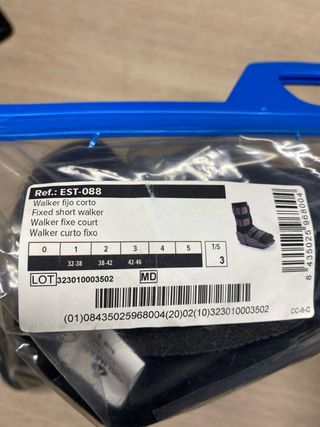 Ref.: EST-088
Walker fijo corto
Fixed short walker
Walker fixe court
Walker curto fixo
0 1 2 3 4 5 T/S
32-38 38-42 42-46 3
LOT 323010003502 MD
(01)08435025968004(20)02(10)323010003502
8 435025 968004
CC-8-C